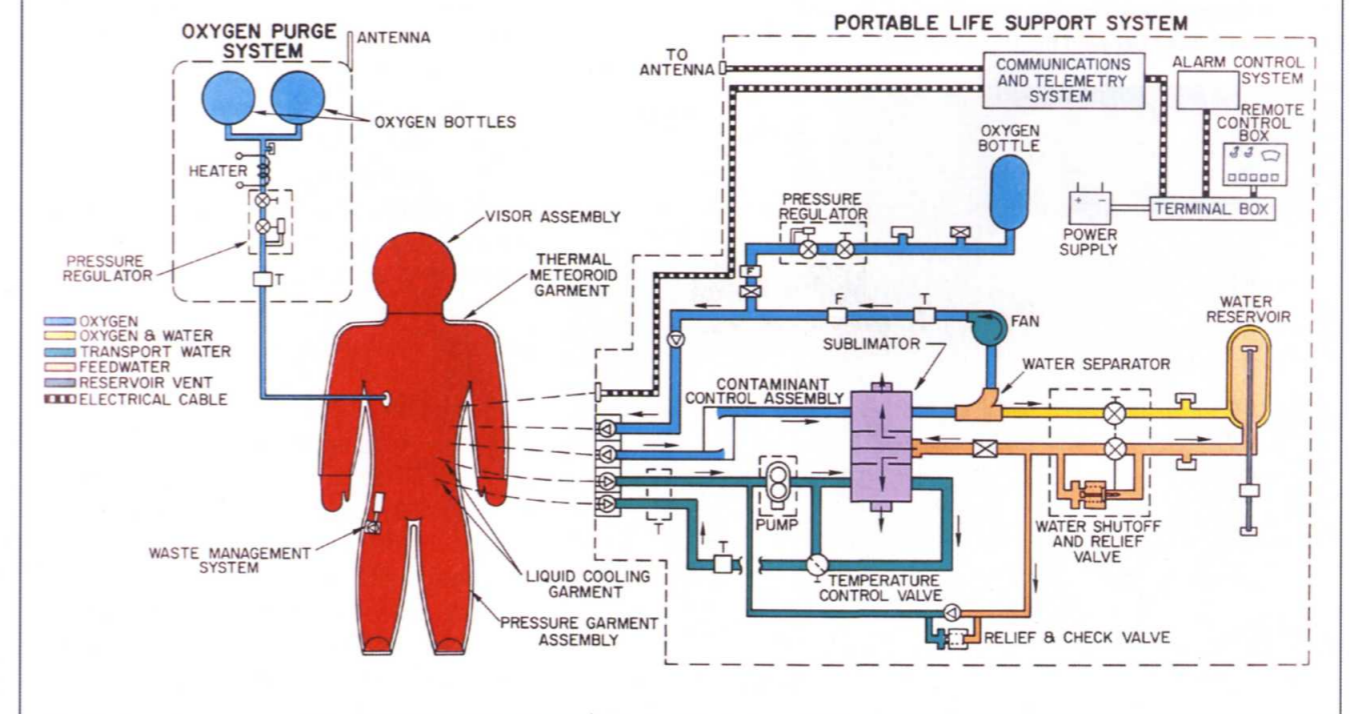 OXYGEN PURGE
SYSTEM
ANTENNA
OXYGEN BOTTLES
HEATER
PRESSURE
REGULATOR
T
VISOR ASSEMBLY
THERMAL
METEOROID
GARMENT
OXYGEN
OXYGEN & WATER
TRANSPORT WATER
FEEDWATER
RESERVOIR VENT
ELECTRICAL CABLE
WASTE MANAGEMENT
SYSTEM
LIQUID COOLING
GARMENT
PRESSURE GARMENT
ASSEMBLY
PORTABLE LIFE SUPPORT SYSTEM
TO
ANTENNA
COMMUNICATIONS
AND TELEMETRY
SYSTEM
ALARM CONTROL
SYSTEM
REMOTE
CONTROL
BOX
OXYGEN
BOTTLE
PRESSURE
REGULATOR
+ −
POWER
SUPPLY
TERMINAL BOX
F
F
T
FAN
WATER
RESERVOIR
SUBLIMATOR
WATER SEPARATOR
CONTAMINANT
CONTROL ASSEMBLY
T
PUMP
T
TEMPERATURE
CONTROL VALVE
WATER SHUTOFF
AND RELIEF
VALVE
RELIEF & CHECK VALVE